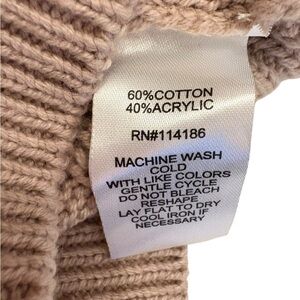 60%COTTON
40%ACRYLIC
RN#114186
MACHINE WASH
COLD
WITH LIKE COLORS
GENTLE CYCLE
DO NOT BLEACH
RESHAPE
LAY FLAT TO DRY
COOL IRON IF
NECESSARY